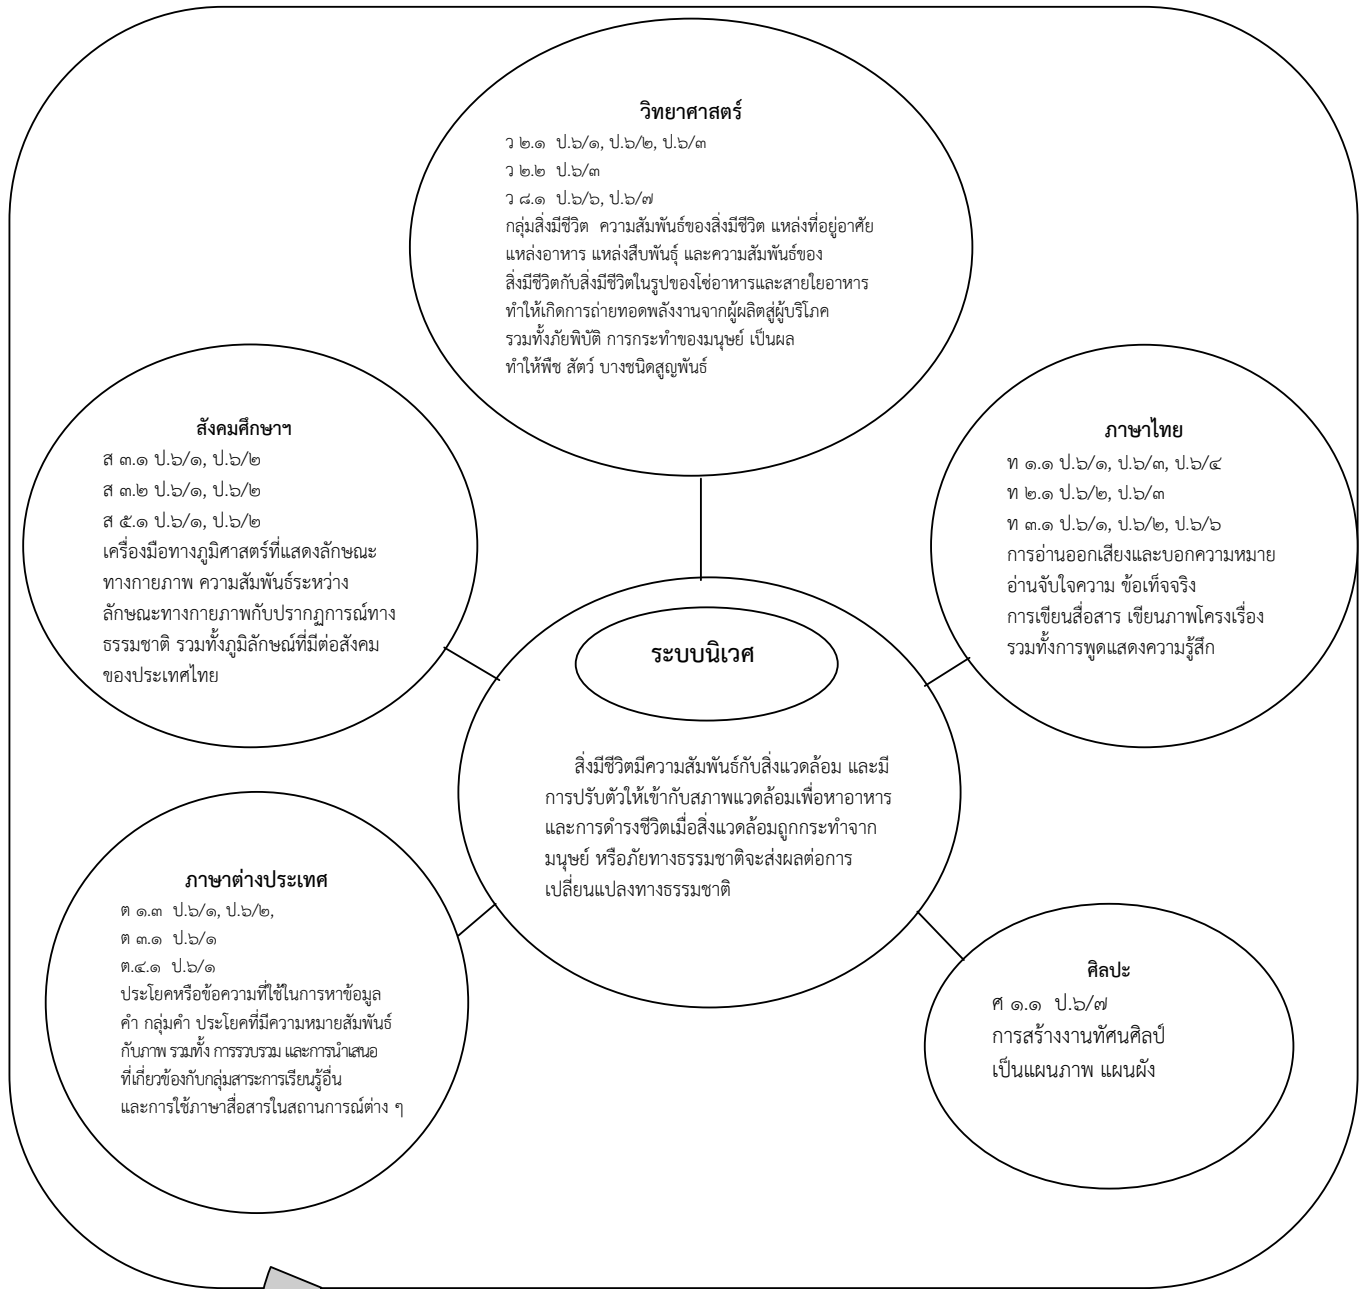 วิทยาศาสตร์
ว ๒.๑ ป.๖/๑, ป.๖/๒, ป.๖/๓
ว ๒.๒ ป.๖/๓
ว ๘.๑ ป.๖/๖, ป.๖/๗
กลุ่มสิ่งมีชีวิต ความสัมพันธ์ของสิ่งมีชีวิต แหล่งที่อยู่อาศัย
แหล่งอาหาร แหล่งสืบพันธุ์ และความสัมพันธ์ของ
สิ่งมีชีวิตกับสิ่งมีชีวิตในรูปของโซ่อาหารและสายใยอาหาร
ทำให้เกิดการถ่ายทอดพลังงานจากผู้ผลิตสู่ผู้บริโภค
รวมทั้งภัยพิบัติ การกระทำของมนุษย์ เป็นผล
ทำให้พืช สัตว์ บางชนิดสูญพันธ์
สังคมศึกษาฯ
ส ๓.๑ ป.๖/๑, ป.๖/๒
ส ๓.๒ ป.๖/๑, ป.๖/๒
ส ๕.๑ ป.๖/๑, ป.๖/๒
เครื่องมือทางภูมิศาสตร์ที่แสดงลักษณะ
ทางกายภาพ ความสัมพันธ์ระหว่าง
ลักษณะทางกายภาพกับปรากฏการณ์ทาง
ธรรมชาติ รวมทั้งภูมิลักษณ์ที่มีต่อสังคม
ของประเทศไทย
ภาษาไทย
ท ๑.๑ ป.๖/๑, ป.๖/๓, ป.๖/๔
ท ๒.๑ ป.๖/๒, ป.๖/๓
ท ๓.๑ ป.๖/๑, ป.๖/๒, ป.๖/๖
การอ่านออกเสียงและบอกความหมาย
อ่านจับใจความ ข้อเท็จจริง
การเขียนสื่อสาร เขียนภาพโครงเรื่อง
รวมทั้งการพูดแสดงความรู้สึก
ระบบนิเวศ
สิ่งมีชีวิตมีความสัมพันธ์กับสิ่งแวดล้อม และมี
การปรับตัวให้เข้ากับสภาพแวดล้อมเพื่อหาอาหาร
และการดำรงชีวิตเมื่อสิ่งแวดล้อมถูกกระทำจาก
มนุษย์ หรือภัยทางธรรมชาติจะส่งผลต่อการ
เปลี่ยนแปลงทางธรรมชาติ
ภาษาต่างประเทศ
ต ๑.๓ ป.๖/๑, ป.๖/๒,
ต ๓.๑ ป.๖/๑
ต.๔.๑ ป.๖/๑
ประโยคหรือข้อความที่ใช้ในการหาข้อมูล
คำ กลุ่มคำ ประโยคที่มีความหมายสัมพันธ์
กับภาพ รวมทั้ง การรวบรวม และการนำเสนอ
ที่เกี่ยวข้องกับกลุ่มสาระการเรียนรู้อื่น
และการใช้ภาษาสื่อสารในสถานการณ์ต่าง ๆ
ศิลปะ
ศ ๑.๑ ป.๖/๗
การสร้างงานทัศนศิลป์
เป็นแผนภาพ แผนผัง